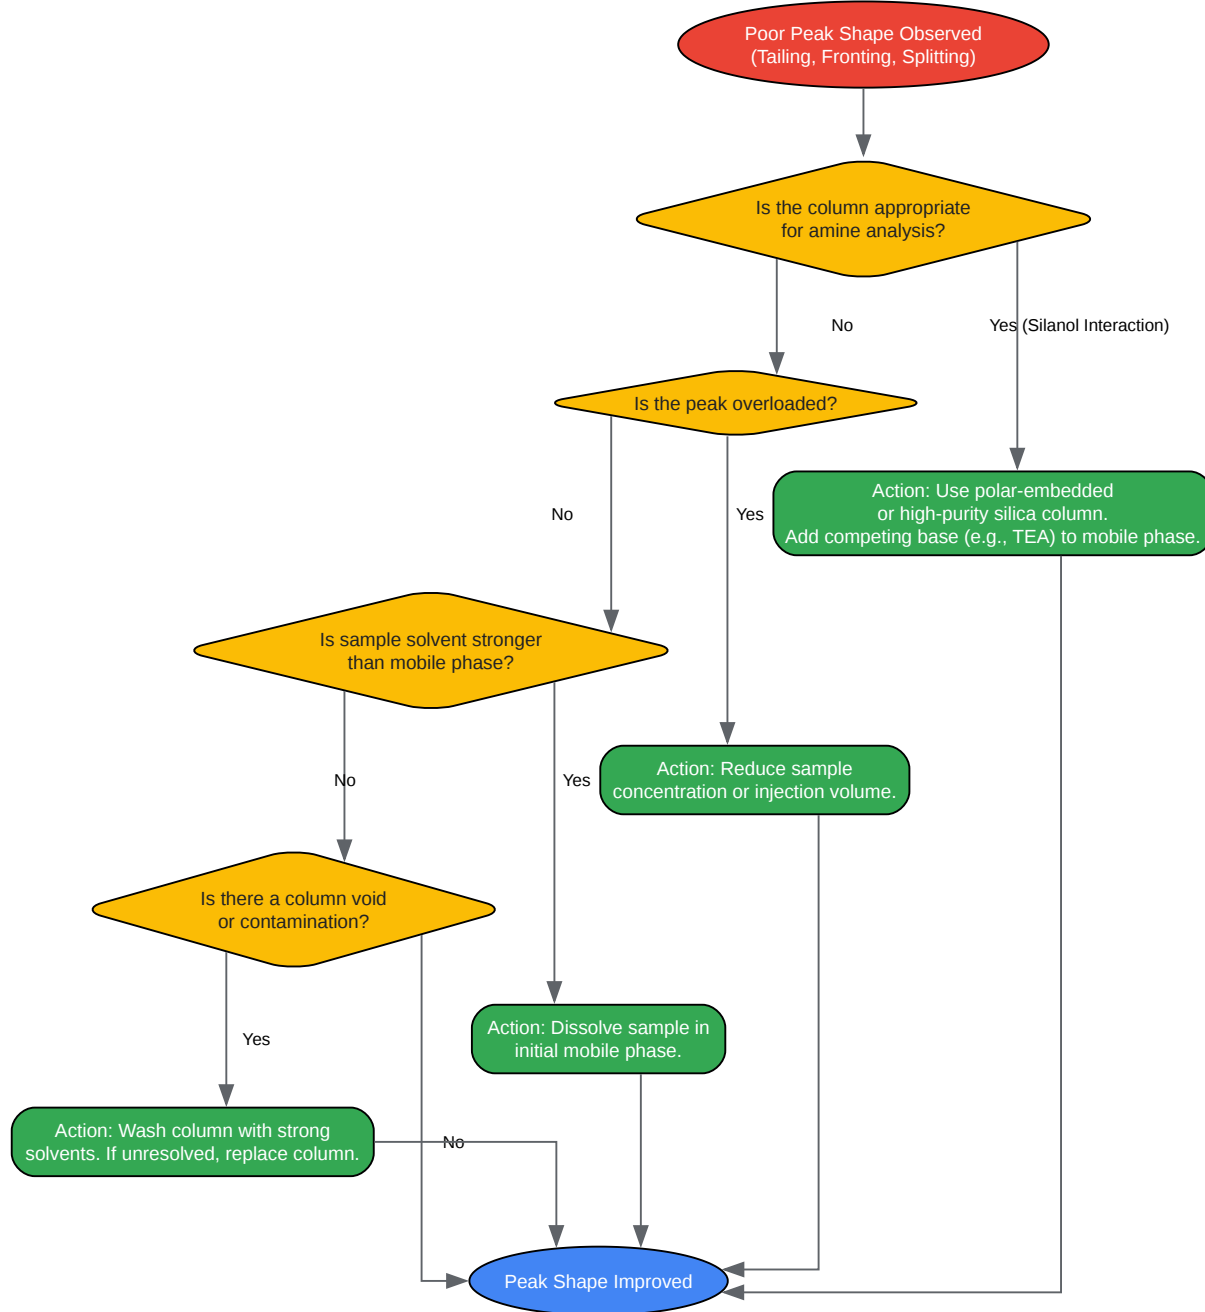 Poor Peak Shape Observed
(Tailing, Fronting, Splitting)
Is the column appropriate
for amine analysis?
No
Yes (Silanol Interaction)
Is the peak overloaded?
Action: Use polar-embedded
or high-purity silica column.
Add competing base (e.g., TEA) to mobile phase.
No
Yes
Is sample solvent stronger
than mobile phase?
No
Yes
Action: Reduce sample
concentration or injection volume.
Is there a column void
or contamination?
Yes
Action: Dissolve sample in
initial mobile phase.
Action: Wash column with strong
solvents. If unresolved, replace column.
No
Peak Shape Improved